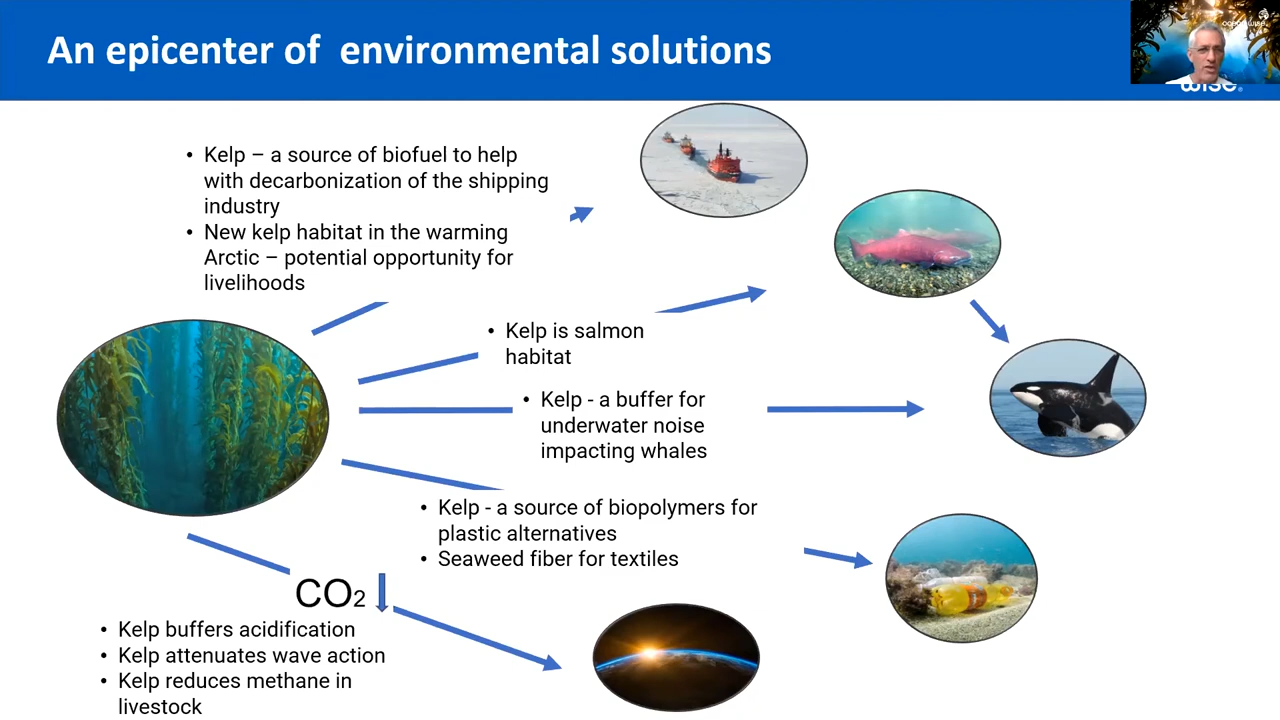 An epicenter of  environmental solutions
ocean wise
wise.
• Kelp – a source of biofuel to help
with decarbonization of the shipping
industry
• New kelp habitat in the warming
Arctic – potential opportunity for
livelihoods
• Kelp is salmon
habitat
• Kelp - a buffer for
underwater noise
impacting whales
• Kelp - a source of biopolymers for
plastic alternatives
• Seaweed fiber for textiles
CO2
• Kelp buffers acidification
• Kelp attenuates wave action
• Kelp reduces methane in
livestock